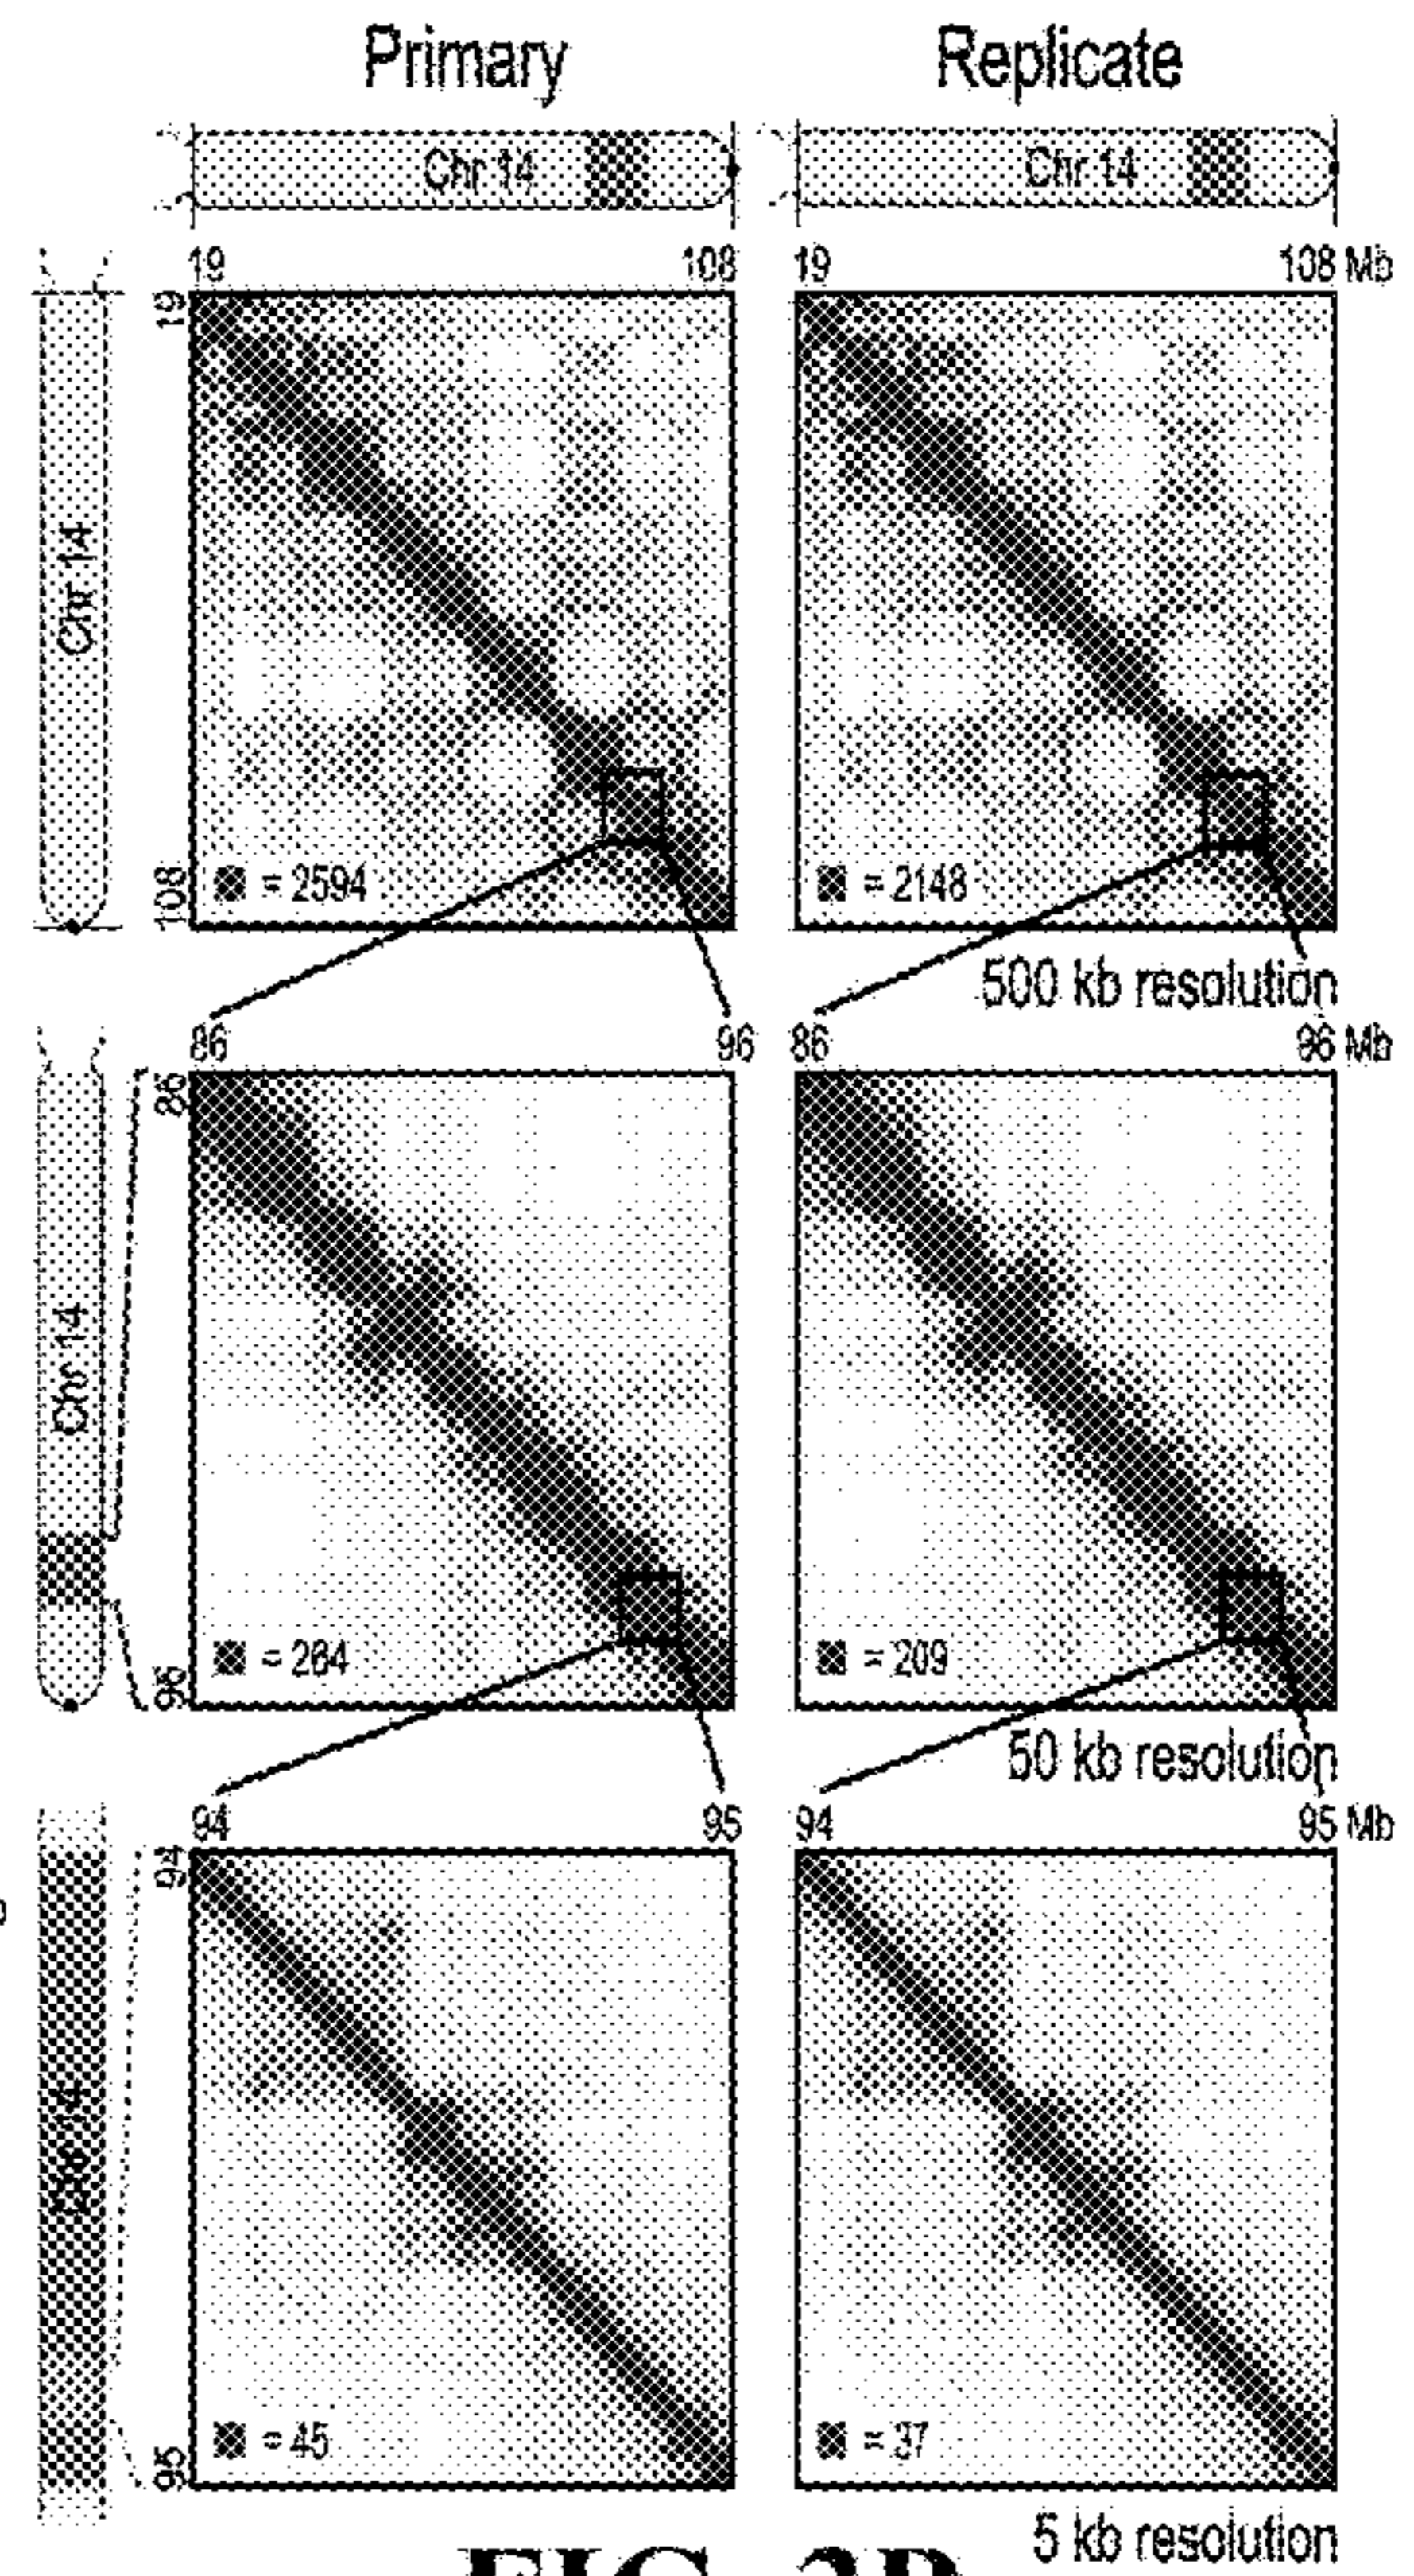 Primary Replicate
Chr 14 Chr 14
19 108 19 108 Mb
19
Chr 14
108
= 2594 = 2148
500 kb resolution
86 96 86 96 Mb
86
Chr 14
96
= 264 = 209
50 kb resolution
94 95 94 95 Mb
94
95
= 45 = 37
5 kb resolution